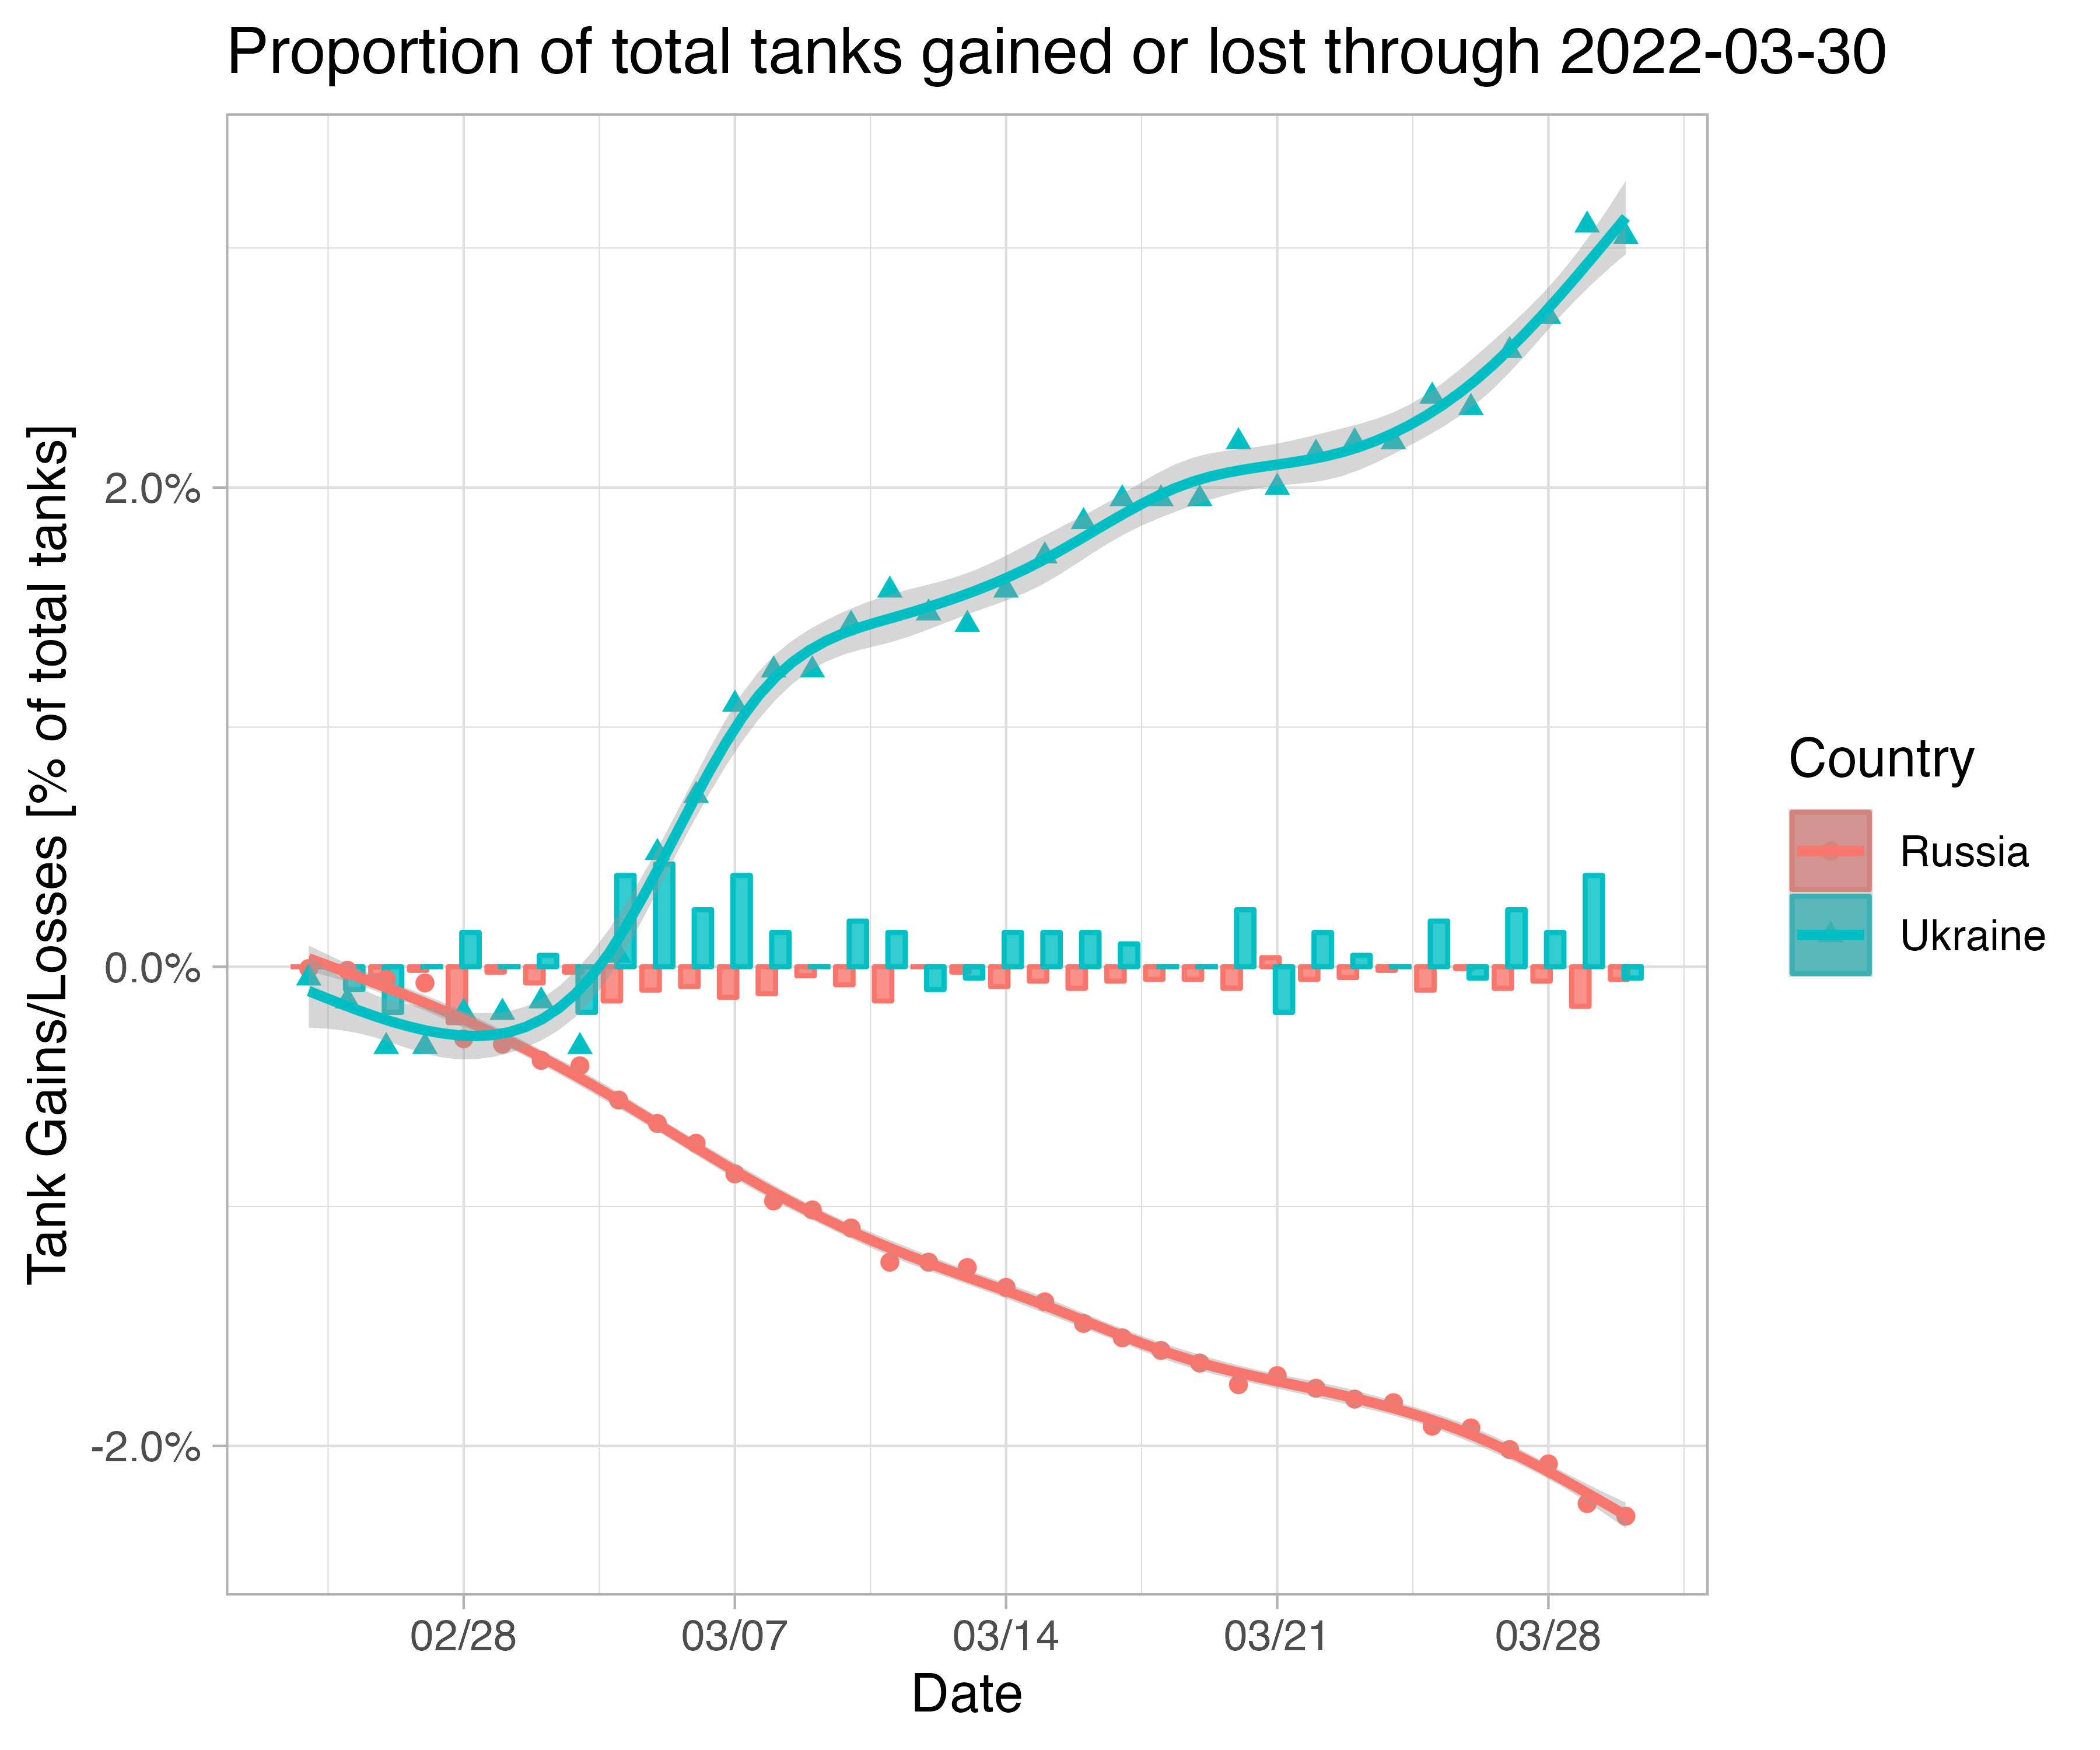 Proportion of total tanks gained or lost through 2022-03-30
Tank Gains/Losses [% of total tanks]
2.0%
0.0%
-2.0%
02/28
03/07
03/14
03/21
03/28
Date
Country
Russia
Ukraine